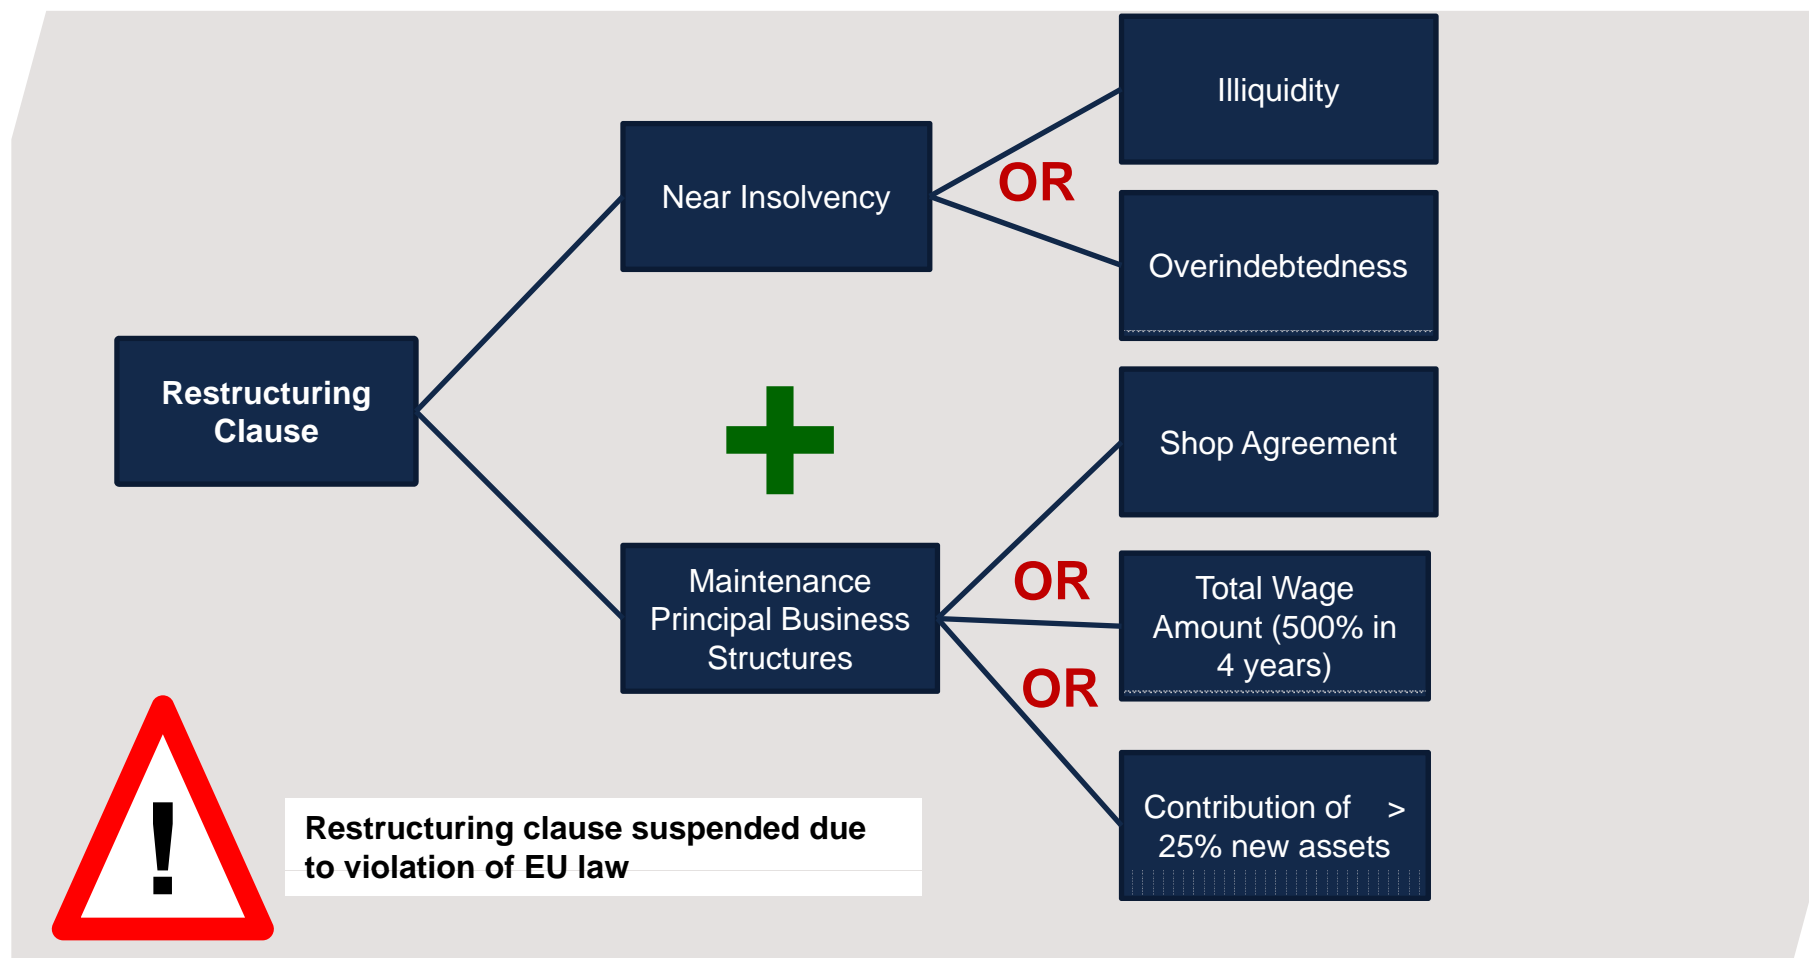 Illiquidity
Near Insolvency
OR
Overindebtedness
Restructuring
Clause
Shop Agreement
Maintenance
Principal Business
Structures
OR
Total Wage
Amount (500% in
4 years)
OR
Contribution of >
25% new assets
!
Restructuring clause suspended due
to violation of EU law